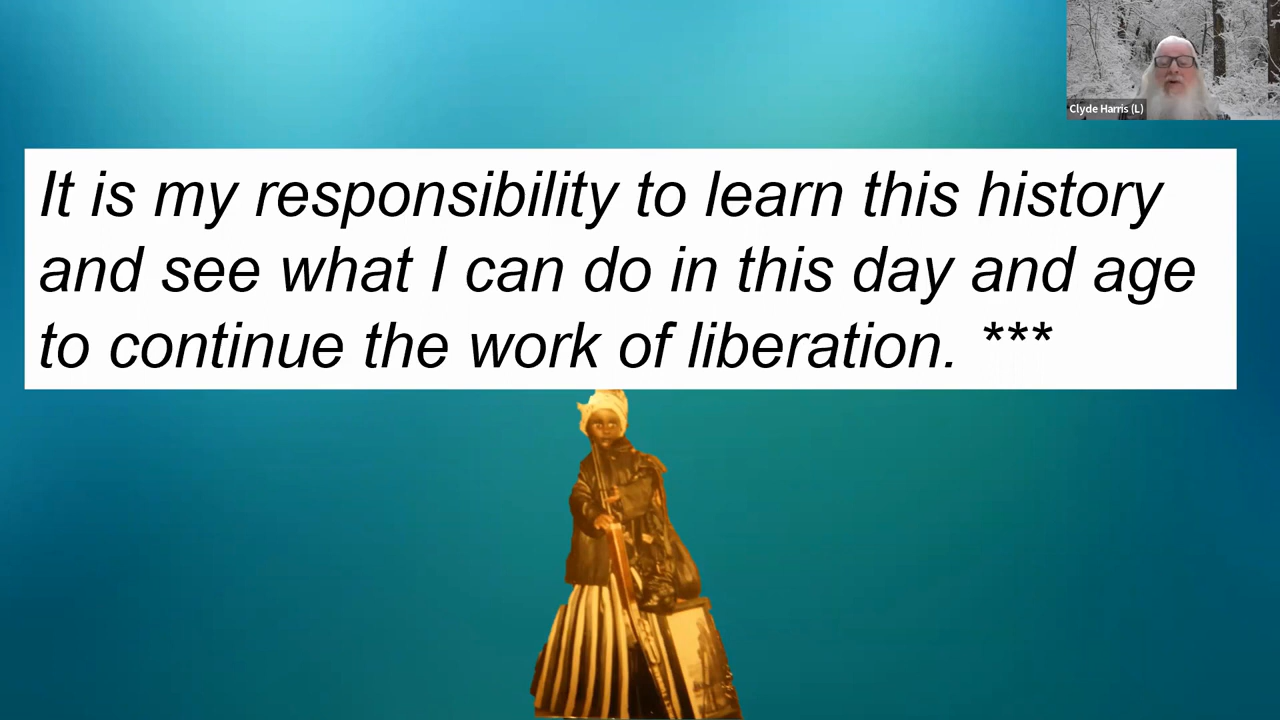 Clyde Harris (L)
It is my responsibility to learn this history
and see what I can do in this day and age
to continue the work of liberation. ***